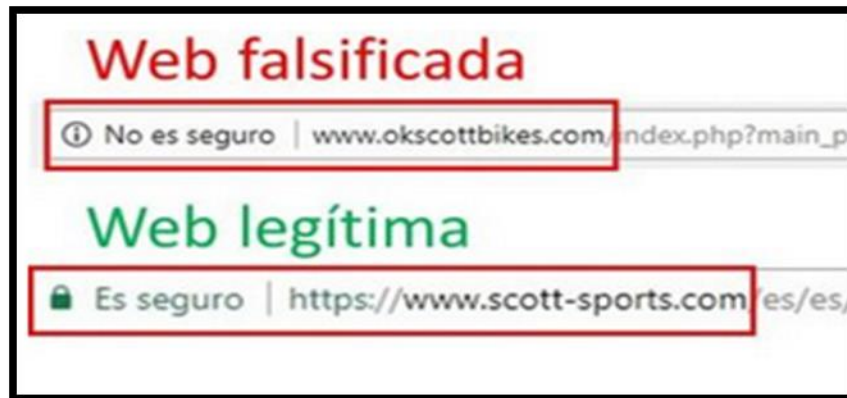 Web falsificada
No es seguro | www.okscottbikes.com/index.php?main_p
Web legítima
Es seguro | https://www.scott-sports.com/es/es/